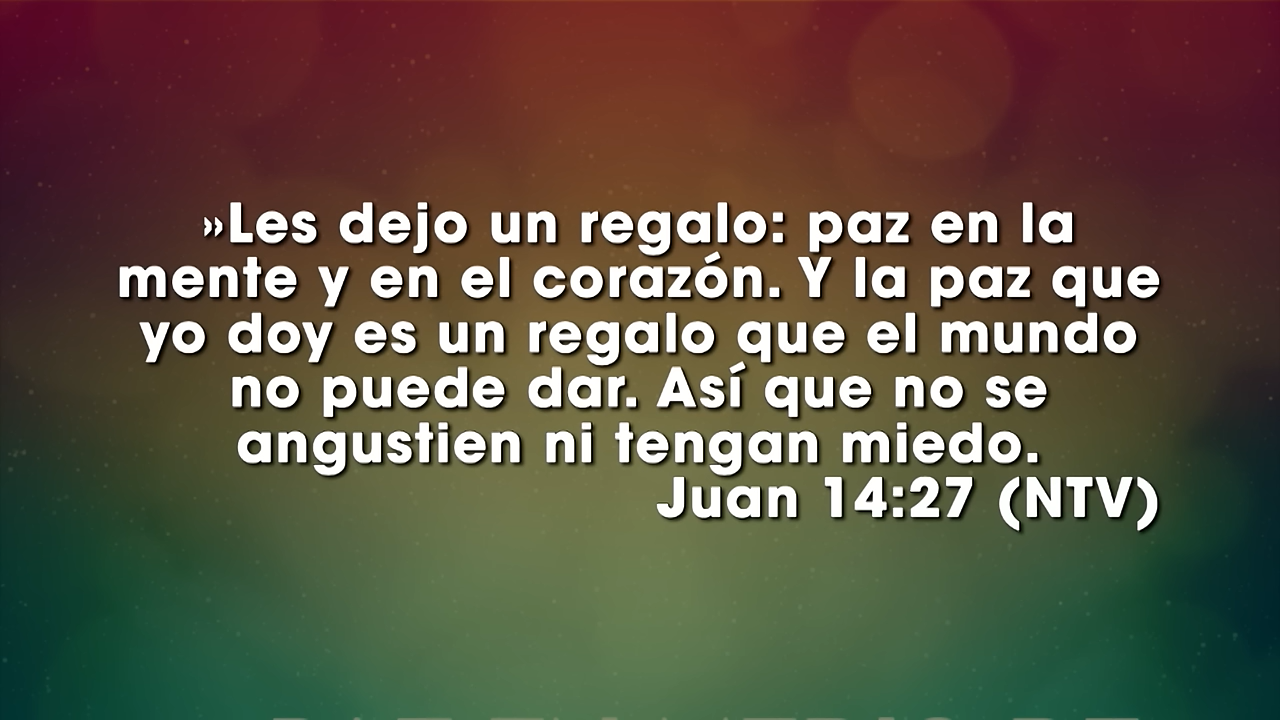 »Les dejo un regalo: paz en la
mente y en el corazón. Y la paz que
yo doy es un regalo que el mundo
no puede dar. Así que no se
angustien ni tengan miedo.
Juan 14:27 (NTV)